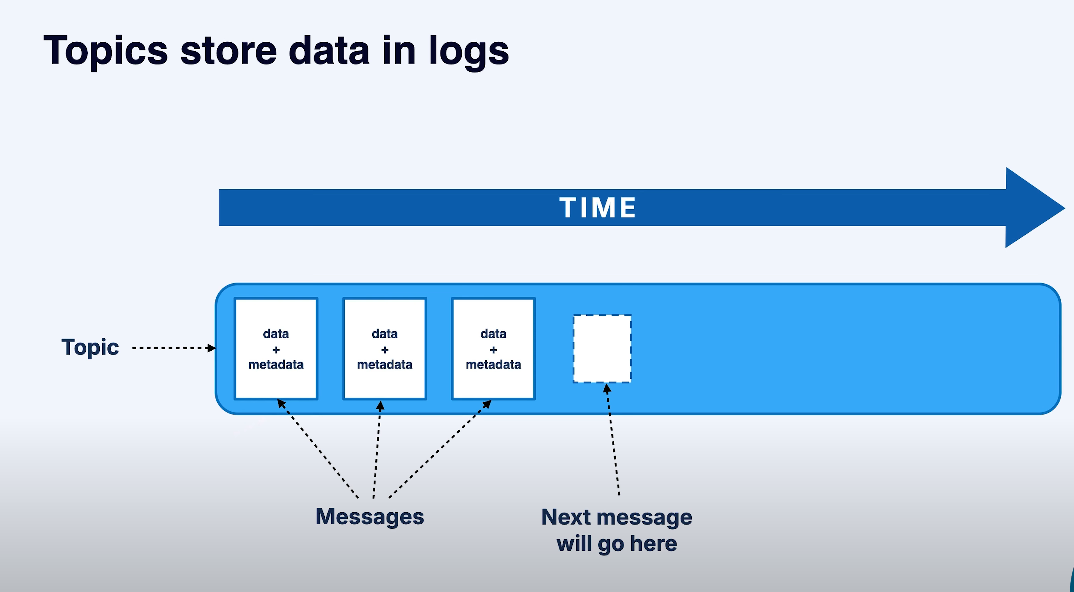 Topics store data in logs
TIME
Topic
data
+
metadata
data
+
metadata
data
+
metadata
Messages
Next message
will go here